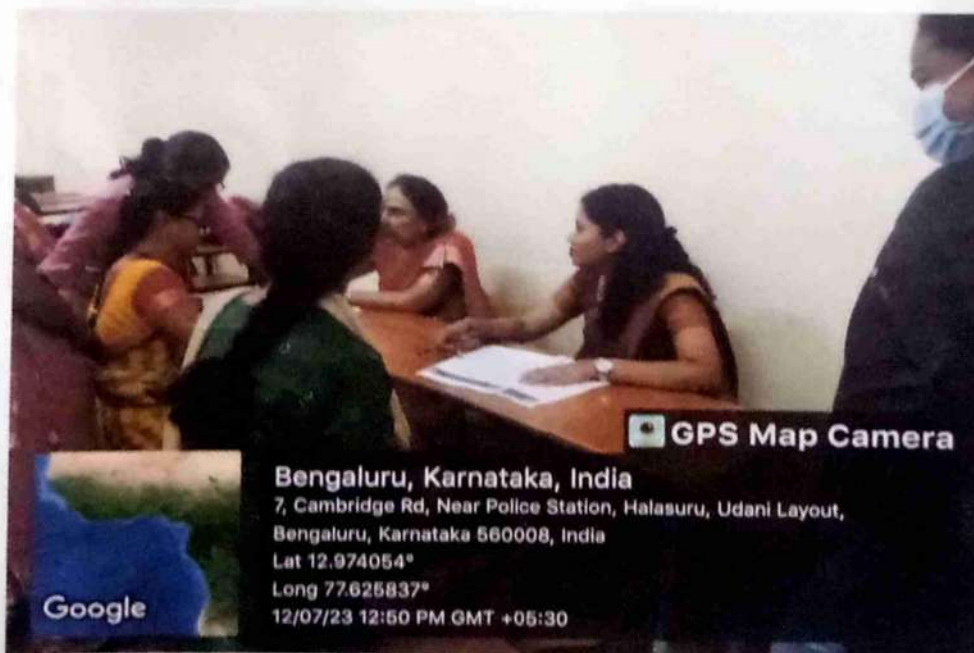 GPS Map Camera
Bengaluru, Karnataka, India
7, Cambridge Rd, Near Police Station, Halasuru, Udani Layout,
Bengaluru, Karnataka 560008, India
Lat 12.974054°
Long 77.625837°
12/07/23 12:50 PM GMT +05:30
Google